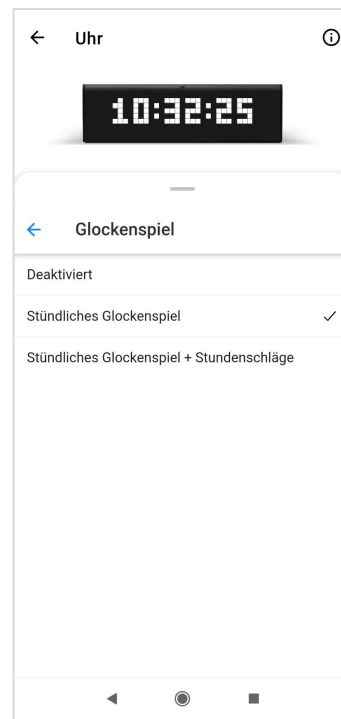 Uhr
10:32:25
Glockenspiel
Deaktiviert
Stündliches Glockenspiel
Stündliches Glockenspiel + Stundenschläge